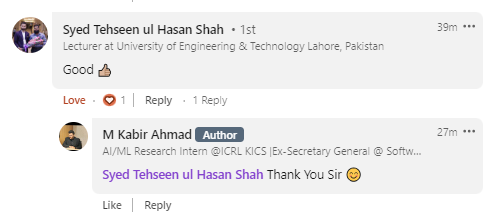 Syed Tehseen ul Hasan Shah • 1st 39m •••
Lecturer at University of Engineering & Technology Lahore, Pakistan
Good 👍🏼
Love · 1 | Reply · 1 Reply
M Kabir Ahmad Author 27m •••
AI/ML Research Intern @ICRL KICS |Ex-Secretary General @ Softw...
Syed Tehseen ul Hasan Shah Thank You Sir 😊
Like | Reply